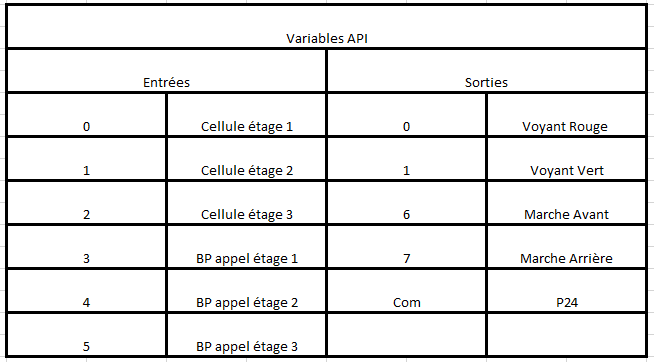 Variables API
Entrées Sorties
0 Cellule étage 1 0 Voyant Rouge
1 Cellule étage 2 1 Voyant Vert
2 Cellule étage 3 6 Marche Avant
3 BP appel étage 1 7 Marche Arrière
4 BP appel étage 2 Com P24
5 BP appel étage 3